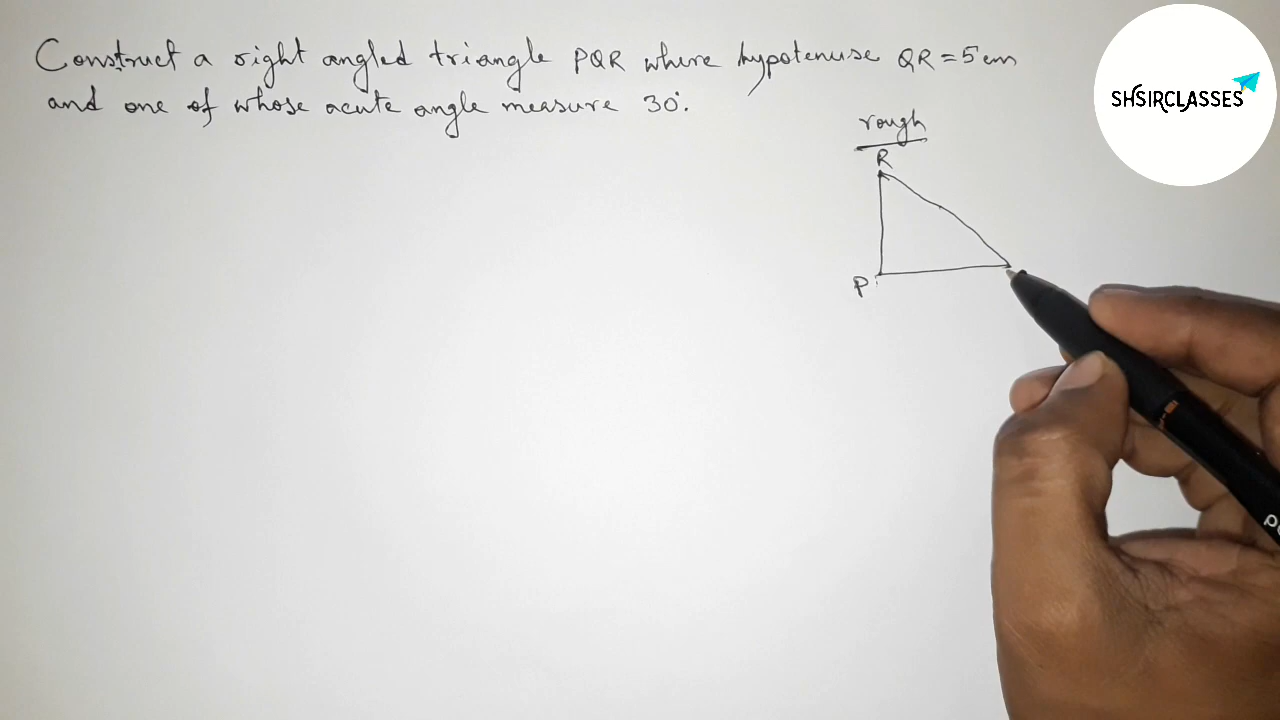 Construct a right angled triangle PQR where hypotenuse QR = 5 cm
and one of whose acute angle measure 30°.
SHSIRCLASSES
rough
R
P